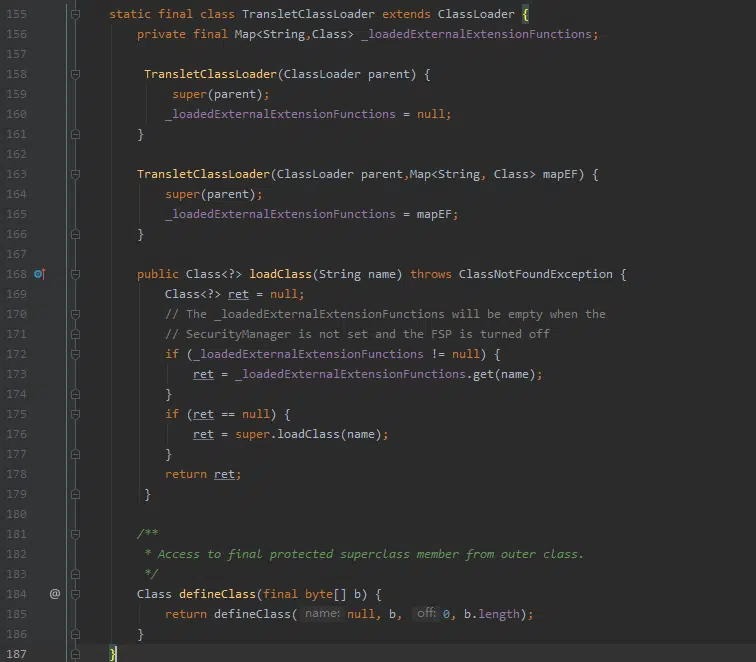 155 static final class TransletClassLoader extends ClassLoader {
156 private final Map<String,Class> _loadedExternalExtensionFunctions;
157
158 TransletClassLoader(ClassLoader parent) {
159 super(parent);
160 _loadedExternalExtensionFunctions = null;
161 }
162
163 TransletClassLoader(ClassLoader parent,Map<String, Class> mapEF) {
164 super(parent);
165 _loadedExternalExtensionFunctions = mapEF;
166 }
167
168 public Class<?> loadClass(String name) throws ClassNotFoundException {
169 Class<?> ret = null;
170 // The _loadedExternalExtensionFunctions will be empty when the
171 // SecurityManager is not set and the FSP is turned off
172 if (_loadedExternalExtensionFunctions != null) {
173 ret = _loadedExternalExtensionFunctions.get(name);
174 }
175 if (ret == null) {
176 ret = super.loadClass(name);
177 }
178 return ret;
179 }
180
181 /**
182 * Access to final protected superclass member from outer class.
183 */
184 @ Class defineClass(final byte[] b) {
185 return defineClass( name: null, b, off: 0, b.length);
186 }
187 }